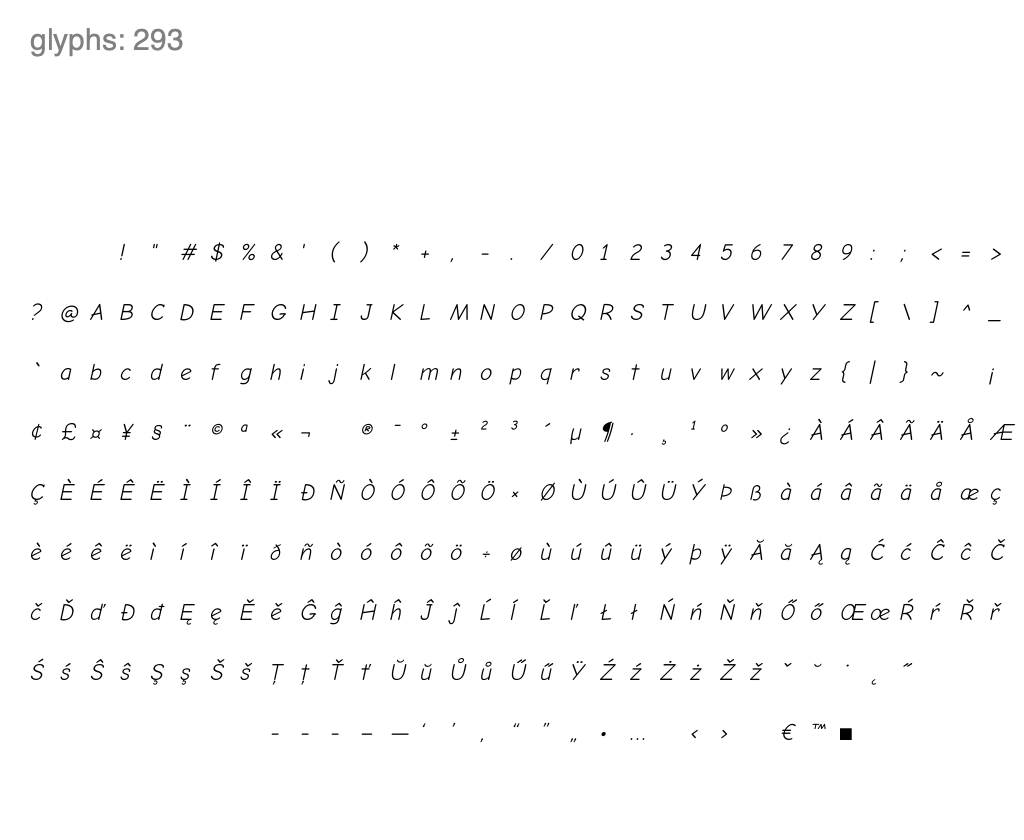 glyphs: 293
! " # $ % & ' ( ) * + , - . / 0 1 2 3 4 5 6 7 8 9 : ; < = >
? @ A B C D E F G H I J K L M N O P Q R S T U V W X Y Z [ \ ] ^ _
` a b c d e f g h i j k l m n o p q r s t u v w x y z { | } ~ ¡
¢ £ ¤ ¥ § ¨ © ª « ¬ ® ¯ ° ± ² ³ ´ µ ¶ · ¸ ¹ º » ¿ À Á Â Ã Ä Å Æ
Ç È É Ê Ë Ì Í Î Ï Ð Ñ Ò Ó Ô Õ Ö × Ø Ù Ú Û Ü Ý Þ ß à á â ã ä å æ ç
è é ê ë ì í î ï ð ñ ò ó ô õ ö ÷ ø ù ú û ü ý þ ÿ Ă ă Ą ą Ć ć Ĉ ĉ Č
č Ď ď Đ đ Ę ę Ě ě Ĝ ĝ Ĥ ĥ Ĵ ĵ Ĺ ĺ Ľ ľ Ł ł Ń ń Ň ň Ő ő Œ œ Ŕ ŕ Ř ř
Ś ś Ŝ ŝ Ş ş Š š Ț ț Ť ť Ŭ ŭ Ů ů Ű ű Ÿ Ź ź Ż ż Ž ž ˇ ˘ ˙ ˛ ˝
‐ ‑ ‒ – — ‘ ’ ‚ “ ” „ • … ‹ › € ™ ■